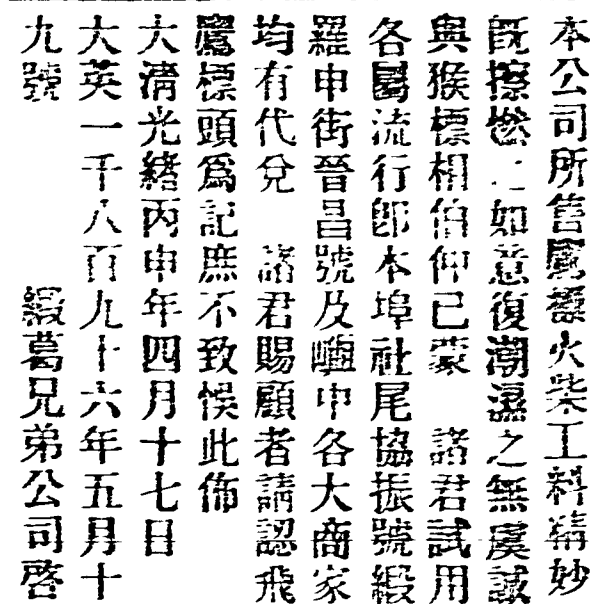 本公司所售鷹標火柴工料精妙
既擦燃之如意復潮濕之無虞誠
與猴標相伯仲已蒙 諸君試用
各屬流行即本埠社尾協振號緞
羅申街晉昌號及嶼中各大商家
均有代兌 諸君賜顧者請認飛
鷹標頭為記庶不致悞此佈
大清光緒丙申年四月十七日
大英一千八百九十六年五月十
九號 緞葛兄弟公司啓